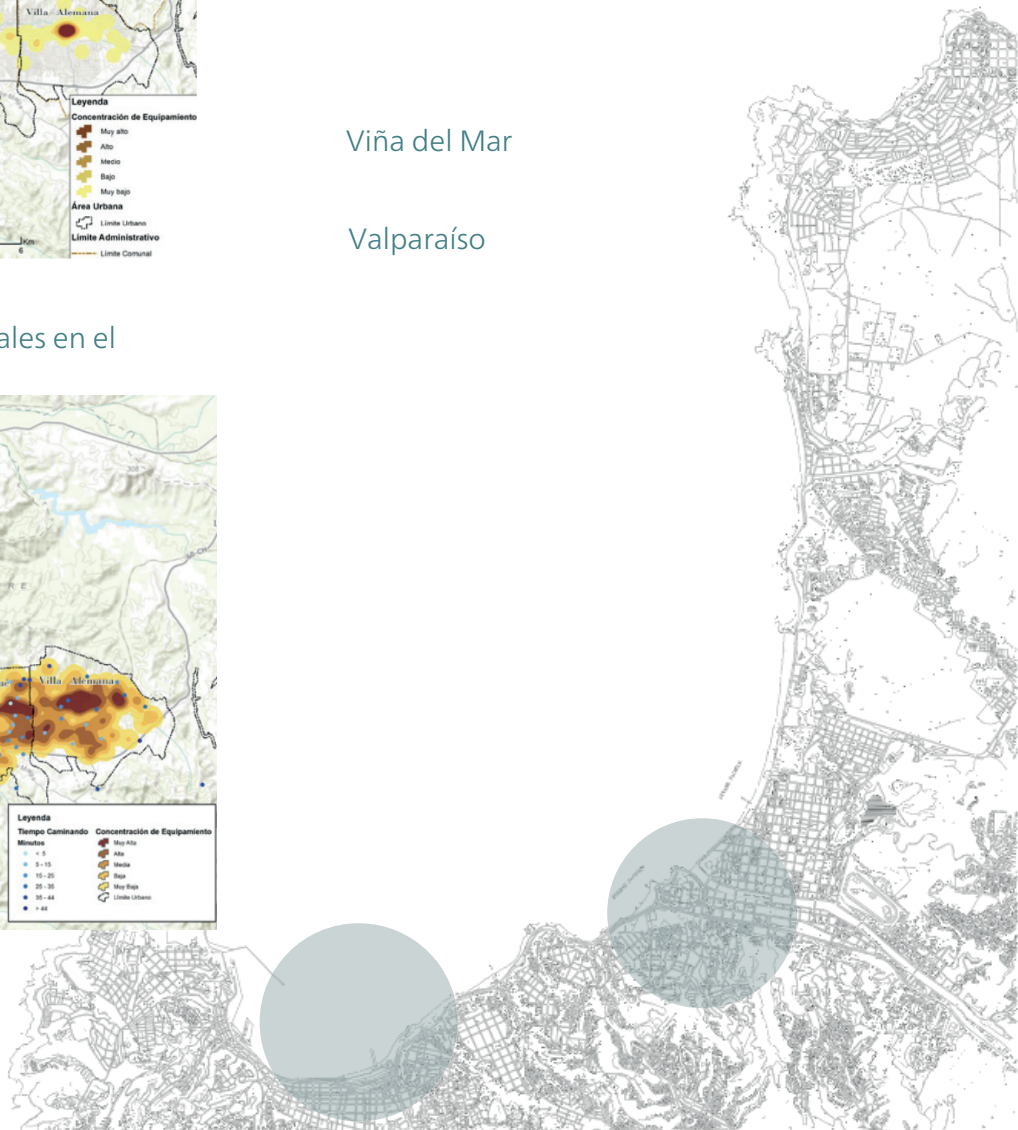 Villa Alemana
Leyenda
Concentración de Equipamiento
Muy alto
Alto
Medio
Bajo
Muy bajo
Área Urbana
Límite Urbano
Límite Administrativo
Límite Comunal
Km
6
Viña del Mar
Valparaíso
ales en el
Villa Alemana
Leyenda
Tiempo Caminando
Minutos
< 5
5 - 15
15 - 25
25 - 35
35 - 44
> 44
Concentración de Equipamiento
Muy Alta
Alta
Media
Baja
Muy Baja
Límite Urbano